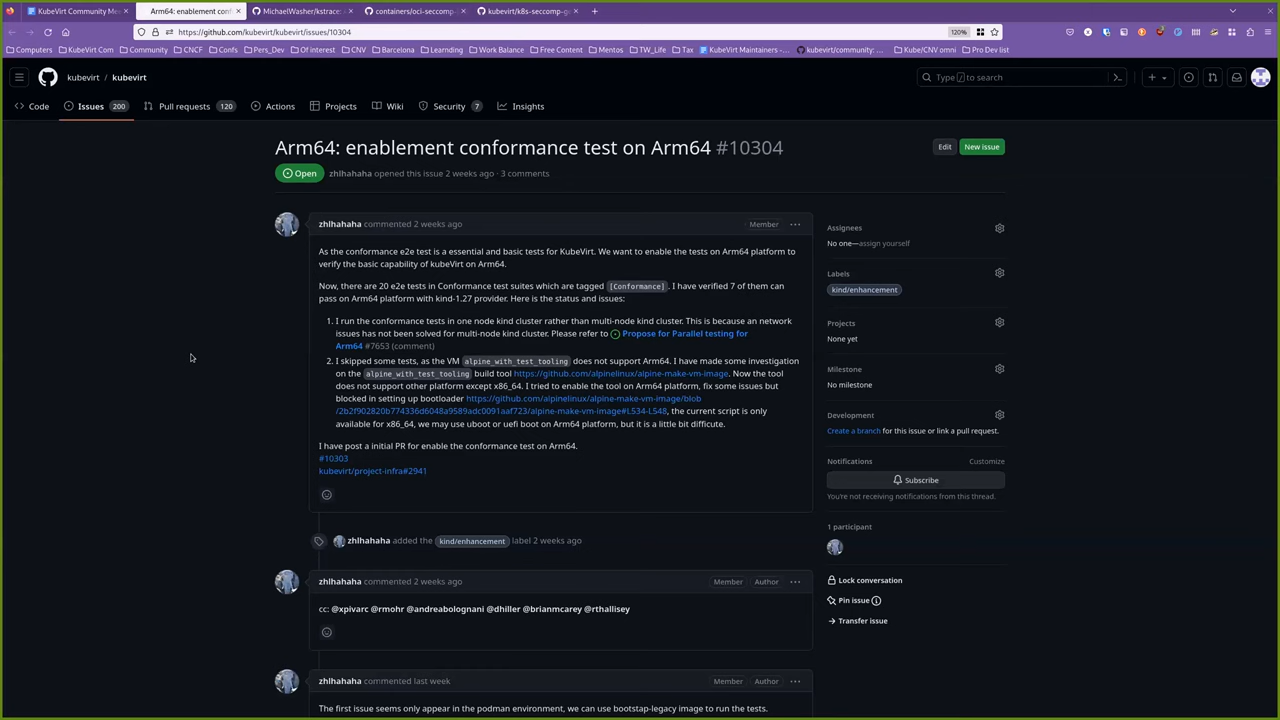 KubeVirt Community Me
Arm64: enablement conf
MichaelWasher/kstrace:
containers/oci-seccomp-
kubevirt/k8s-seccomp-g
https://github.com/kubevirt/kubevirt/issues/10304
120%
Computers
KubeVirt Com
Community
CNCF
Confs
Pers_Dev
Of interest
CNV
Barcelona
Learnding
Work Balance
Free Content
Mentos
TW_Life
Tax
KubeVirt Maintainers -...
kubevirt/community: ...
Kube/CNV omni
Pro Dev list
kubevirt / kubevirt
Type / to search
Code
Issues 200
Pull requests 120
Actions
Projects
Wiki
Security 7
Insights
Arm64: enablement conformance test on Arm64 #10304
Edit
New issue
Open
zhlhahaha opened this issue 2 weeks ago · 3 comments
zhlhahaha commented 2 weeks ago
Member
As the conformance e2e test is a essential and basic tests for KubeVirt. We want to enable the tests on Arm64 platform to
verify the basic capability of kubeVirt on Arm64.
Now, there are 20 e2e tests in Conformance test suites which are tagged [Conformance]. I have verified 7 of them can
pass on Arm64 platform with kind-1.27 provider. Here is the status and issues:
1. I run the conformance tests in one node kind cluster rather than multi-node kind cluster. This is because an network
issues has not been solved for multi-node kind cluster. Please refer to Propose for Parallel testing for
Arm64 #7653 (comment)
2. I skipped some tests, as the VM alpine_with_test_tooling does not support Arm64. I have made some investigation
on the alpine_with_test_tooling build tool https://github.com/alpinelinux/alpine-make-vm-image. Now the tool
does not support other platform except x86_64. I tried to enable the tool on Arm64 platform, fix some issues but
blocked in setting up bootloader https://github.com/alpinelinux/alpine-make-vm-image/blob
/2b2f902820b774336d6048a9589adc0091aaf723/alpine-make-vm-image#L534-L548, the current script is only
available for x86_64, we may use uboot or uefi boot on Arm64 platform, but it is a little bit difficute.
I have post a initial PR for enable the conformance test on Arm64.
#10303
kubevirt/project-infra#2941
zhlhahaha added the kind/enhancement label 2 weeks ago
zhlhahaha commented 2 weeks ago
Member
Author
cc: @xpivarc @rmohr @andreabolognani @dhiller @brianmcarey @rthallisey
zhlhahaha commented last week
Member
Author
The first issue seems only appear in the podman environment, we can use bootstap-legacy image to run the tests.
Assignees
No one—assign yourself
Labels
kind/enhancement
Projects
None yet
Milestone
No milestone
Development
Create a branch for this issue or link a pull request.
Notifications
Customize
Subscribe
You're not receiving notifications from this thread.
1 participant
Lock conversation
Pin issue
Transfer issue